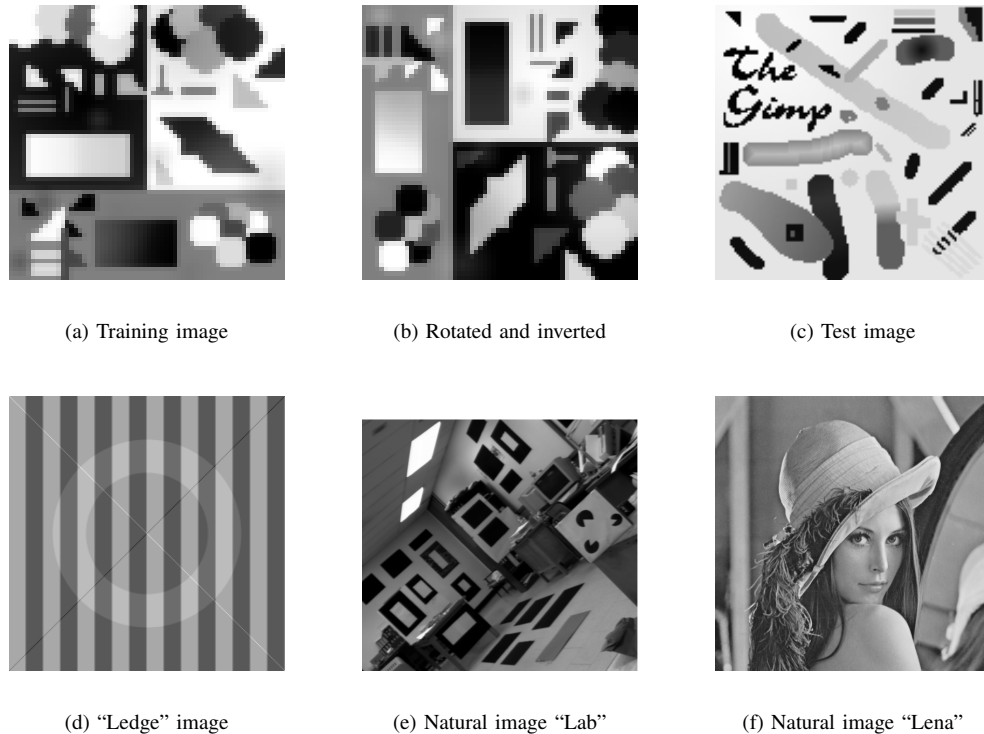 The
Gimp
(a) Training image
(b) Rotated and inverted
(c) Test image
(d) “Ledge” image
(e) Natural image “Lab”
(f) Natural image “Lena”